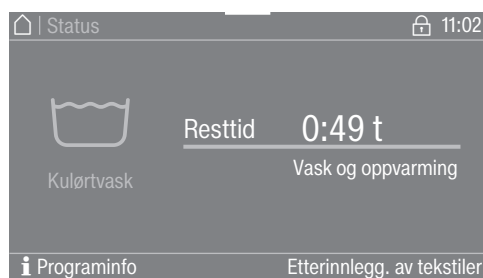 | Status 11:02
Resttid 0:49 t
Vask og oppvarming
Kulørtvask
i Programinfo Etterinnlegg. av tekstiler